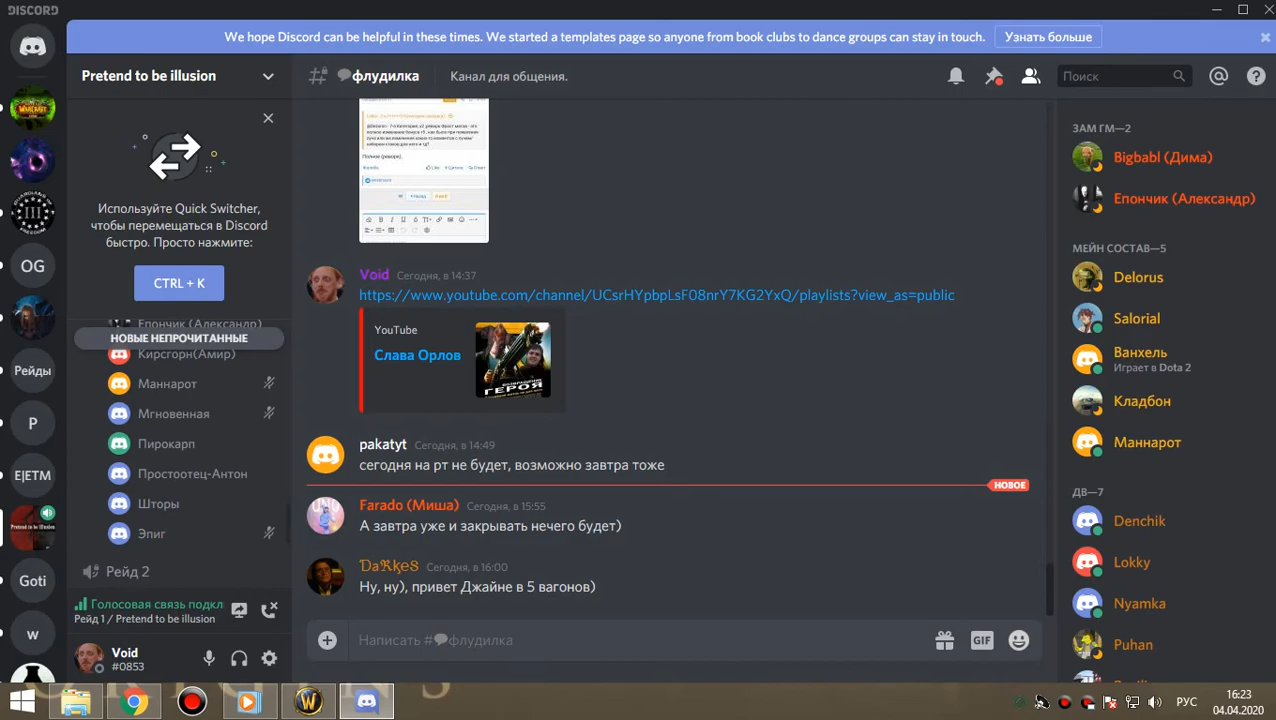 DISCORD
We hope Discord can be helpful in these times. We started a templates page so anyone from book clubs to dance groups can stay in touch.
Узнать больше
Pretend to be illusion
флудилка
Канал для общения.
Поиск
Используйте Quick Switcher,
чтобы перемещаться в Discord
быстро. Просто нажмите:
CTRL + K
Епончик (Александр)
НОВЫЕ НЕПРОЧИТАННЫЕ
Кирсгорн(Амир)
Маннарот
Мгновенная
Пирокарп
Простоотец-Антон
Шторы
Эпиг
Рейд 2
Голосовая связь подкл
Рейд 1 / Pretend to be illusion
Void
#0853
OG
Рейды
P
E|ETM
Pretend to be illusion
Goti
w
Void Сегодня, в 14:37
https://www.youtube.com/channel/UCsrHYpbpLsF08nrY7KG2YxQ/playlists?view_as=public
YouTube
Слава Орлов
ВОЗВРАЩЕНИЕ
ГЕРОЯ
pakatyt Сегодня, в 14:49
сегодня на рт не будет, возможно завтра тоже
НОВОЕ
Farado (Миша) Сегодня, в 15:55
А завтра уже и закрывать нечего будет)
DaRkeS Сегодня, в 16:00
Ну, ну), привет Джайне в 5 вагонов)
Написать #флудилка
GIF
ЗАМ ГМ—2
Bigbabl (Дима)
Епончик (Александр)
МЕЙН СОСТАВ—5
Delorus
Salorial
Ванхель
Играет в Dota 2
Кладбон
Маннарот
ДВ—7
Denchik
Lokky
Nyamka
Puhan
РУС
16:23
04.04.2020